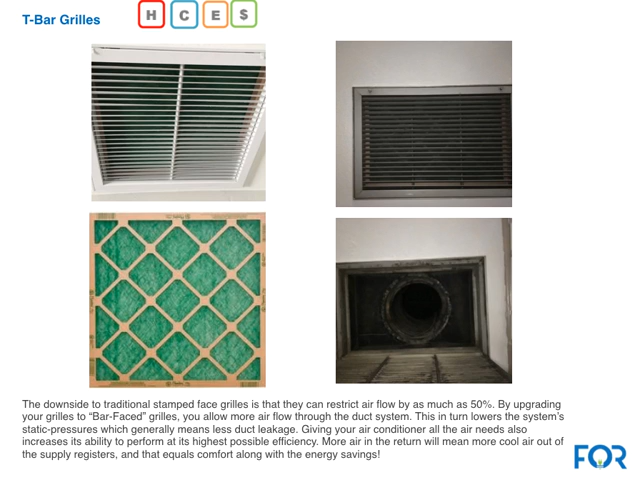 T-Bar Grilles
H C E S
The downside to traditional stamped face grilles is that they can restrict air flow by as much as 50%. By upgrading
your grilles to “Bar-Faced” grilles, you allow more air flow through the duct system. This in turn lowers the system’s
static-pressures which generally means less duct leakage. Giving your air conditioner all the air needs also
increases its ability to perform at its highest possible efficiency. More air in the return will mean more cool air out of
the supply registers, and that equals comfort along with the energy savings!
FOR